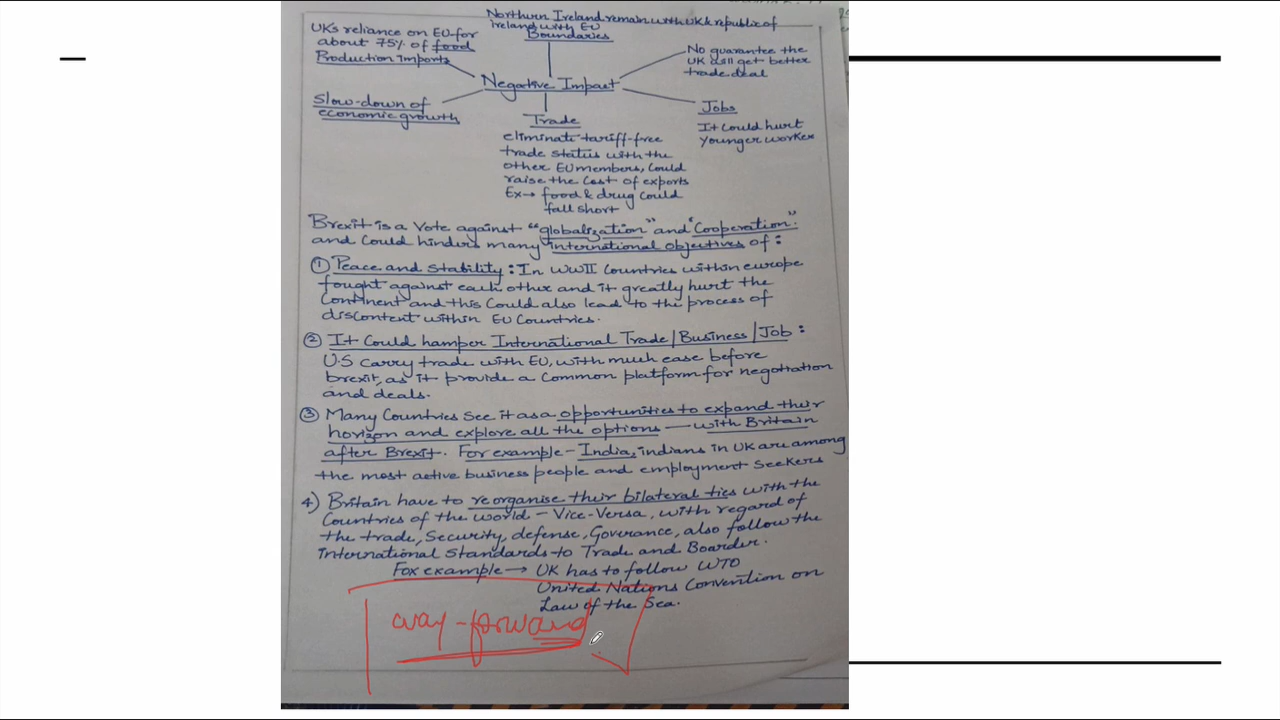 Northern Ireland remain with UK & republic of
Ireland with EU
Boundaries
UKs reliance on EU for
about 75% of food
Production imports
No guarantee the
UK will get better
trade deal
Negative Impact
Slow-down of
economic growth
Jobs
It Could hurt
Younger worker
Trade
eliminate tariff-free
trade status with the
other EU members, Could
raise the Cost of exports
Ex→ food & drug Could
fall short
Brexit is a Vote against "globalization" and "Cooperation"
and Could hinder many international objectives of :
① Peace and Stability : In WWII Countries within europe
fought against each other and it greatly hurt the
Continent and this Could also lead to the process of
discontent within EU Countries.
② It Could hamper International Trade/Business/Job :
U.S carry trade with EU, with much ease before
brexit, as it provide a Common platform for negotiation
and deals.
③ Many Countries See it as a opportunities to expand their
horizon and explore all the options — with Britain
after Brexit. For example - India, indians in UK are among
the most active business people and employment Seekers
4) Britain have to reorganise their bilateral ties with the
Countries of the world - Vice-Versa, with regard of
the trade, Security, defense, Goverance, also follow the
International Standards to Trade and Boarder.
For example → UK has to follow WTO
United Nations Convention on
Law of the Sea.
way-forward